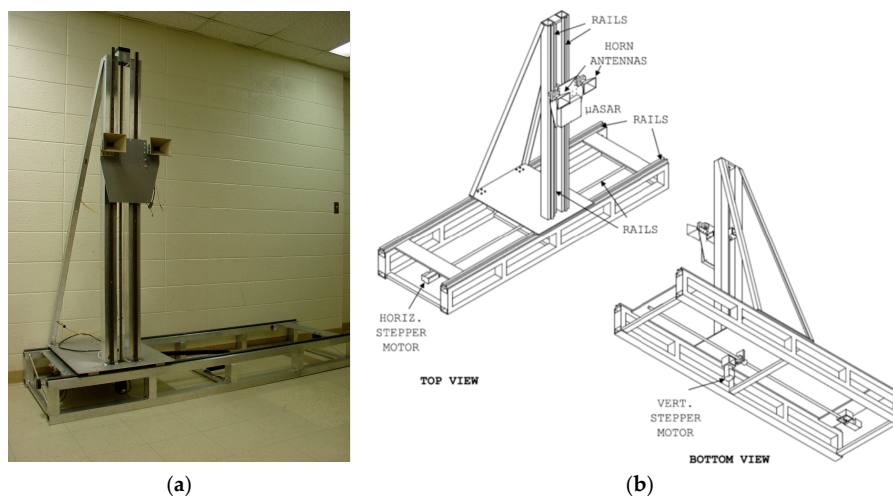 RAILS
HORN
ANTENNAS
μASAR
RAILS
RAILS
HORIZ.
STEPPER
MOTOR
TOP VIEW
VERT.
STEPPER
MOTOR
BOTTOM VIEW
(a)
(b)